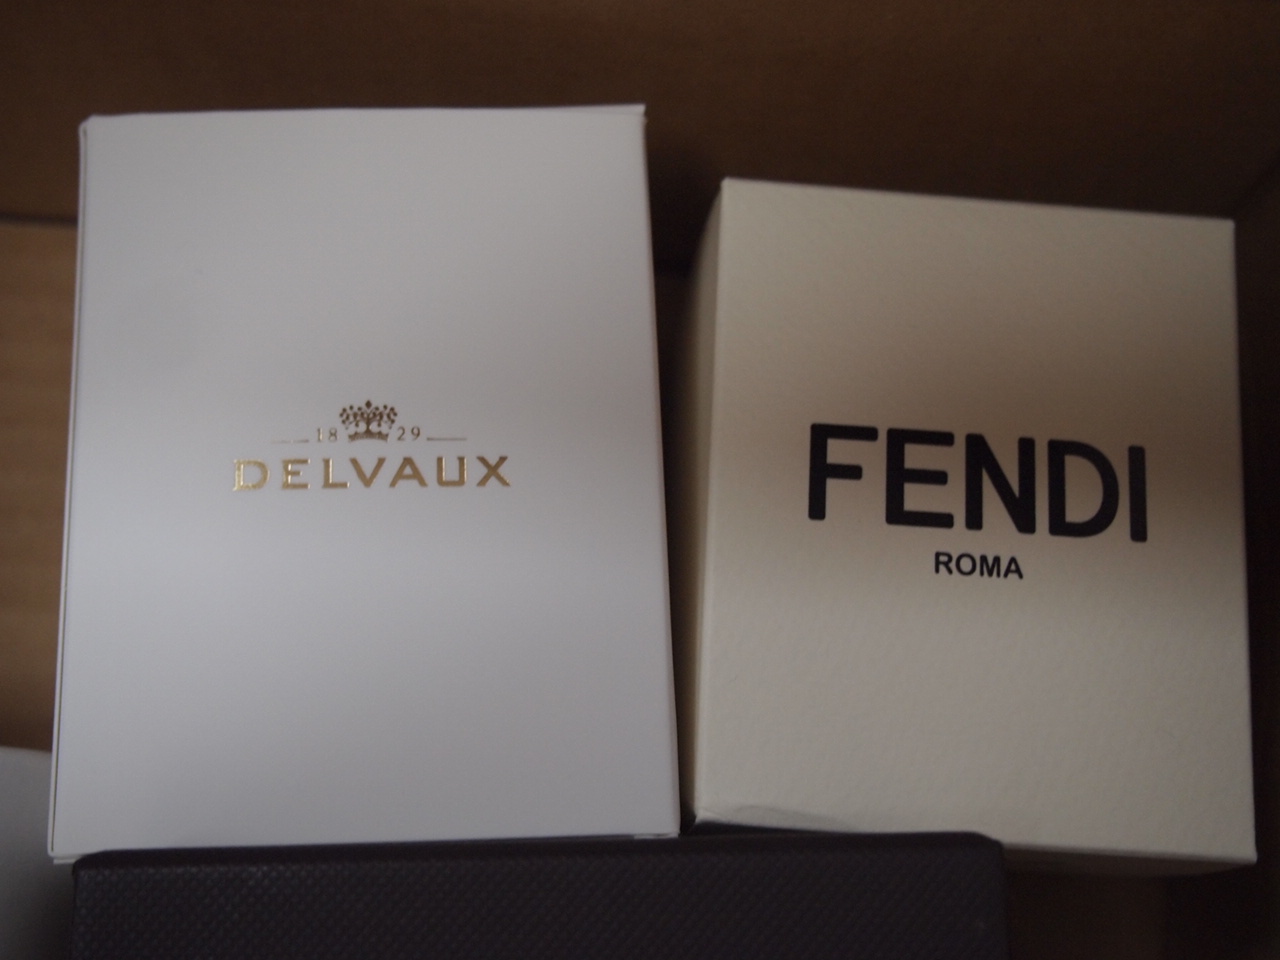 18 29
DELVAUX
FENDI
ROMA